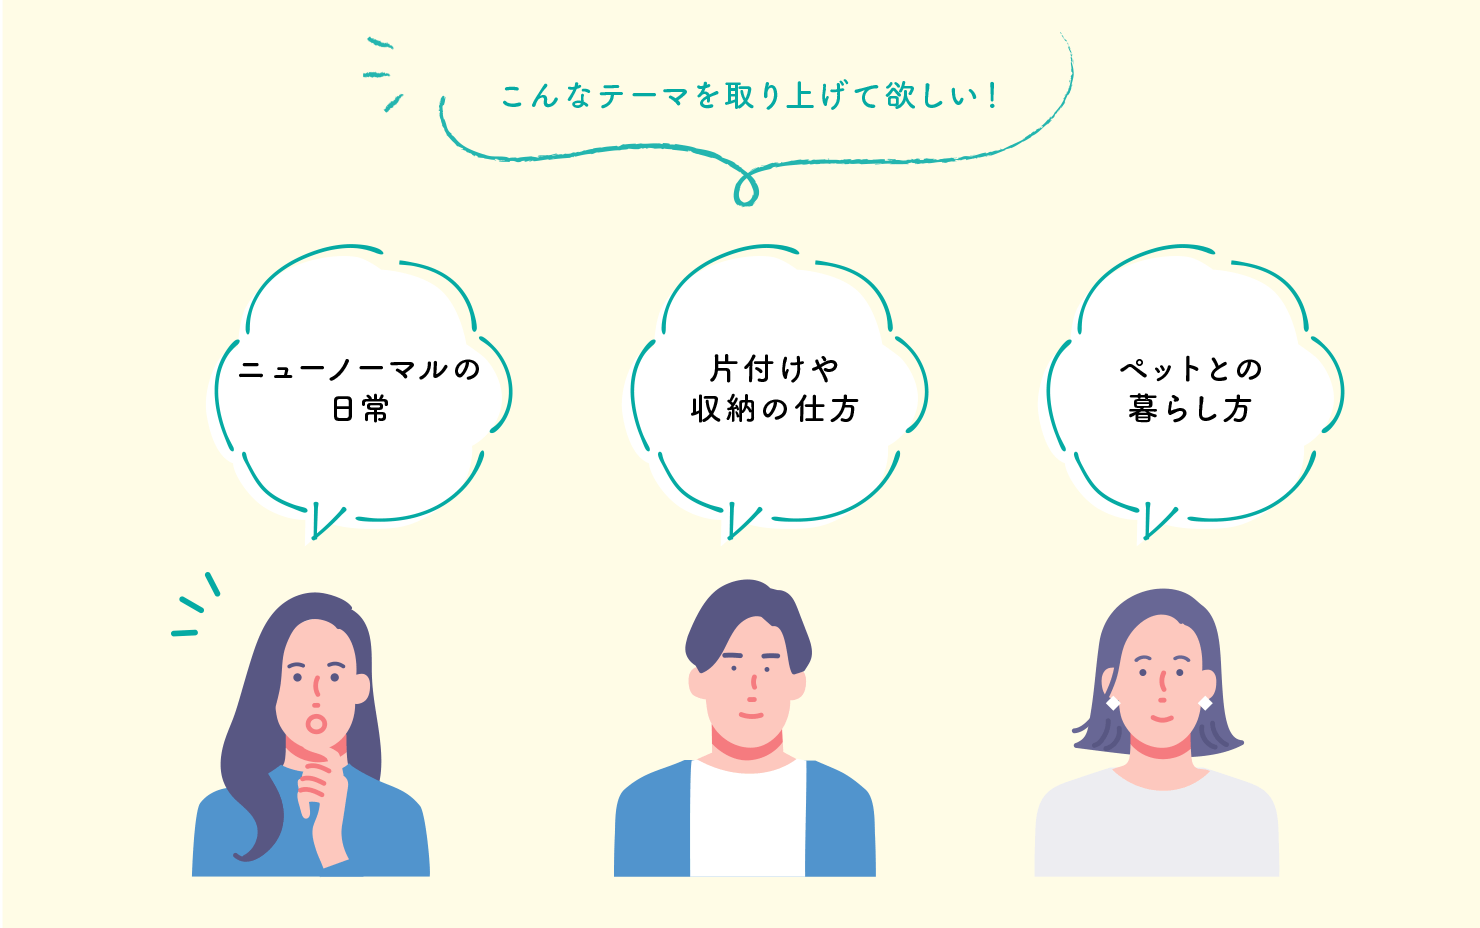 こんなテーマを取り上げて欲しい!
ニューノーマルの
日常
片付けや
収納の仕方
ペットとの
暮らし方